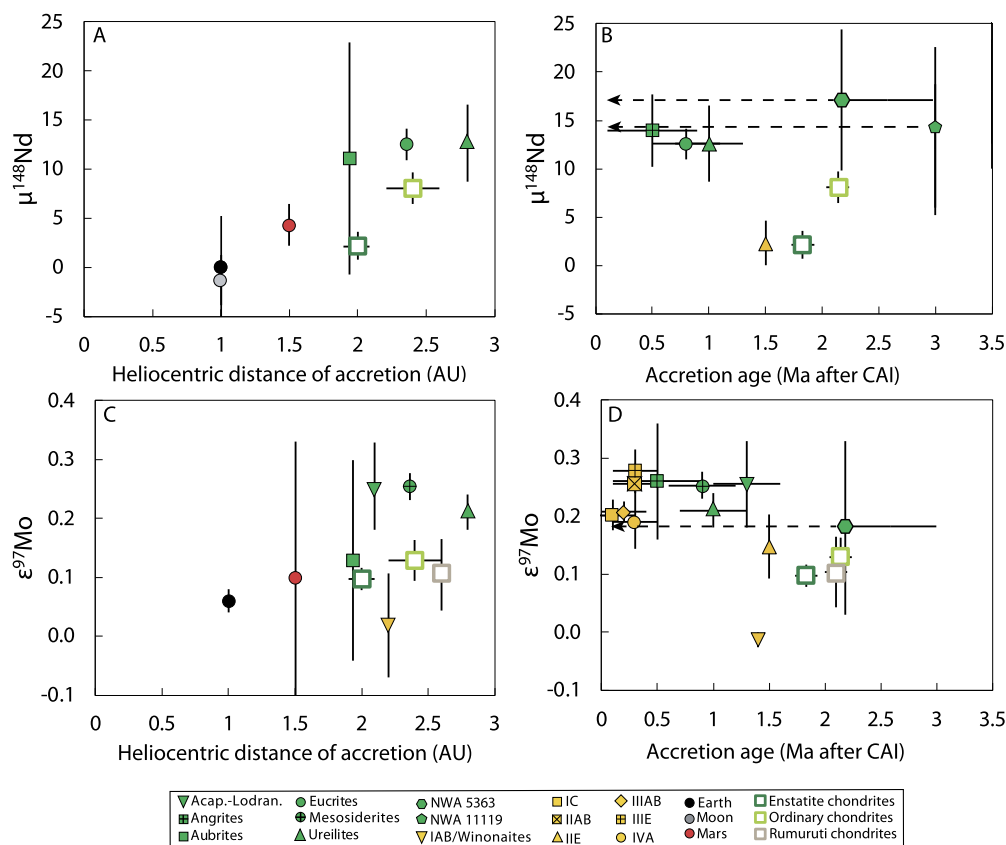 A
25
20
15
10
5
0
-5
μ¹⁴⁸Nd
0 0.5 1 1.5 2 2.5 3
Heliocentric distance of accretion (AU)
B
25
20
15
10
5
0
-5
μ¹⁴⁸Nd
0 0.5 1 1.5 2 2.5 3 3.5
Accretion age (Ma after CAI)
C
0.4
0.3
0.2
0.1
0.0
-0.1
ε⁹⁷Mo
0 1 1.5 2 2.5 3
Heliocentric distance of accretion (AU)
D
0.4
0.3
0.2
0.1
0.0
-0.1
ε⁹⁷Mo
0 0.5 1 1.5 2 2.5 3 3.5
Accretion age (Ma after CAI)
Acap.-Lodran. Eucrites NWA 5363 IC IIIAB Earth Enstatite chondrites
Angrites Mesosiderites NWA 11119 IIAB IIIE Moon Ordinary chondrites
Aubrites Ureilites IAB/Winonaites IIE IVA Mars Rumuruti chondrites